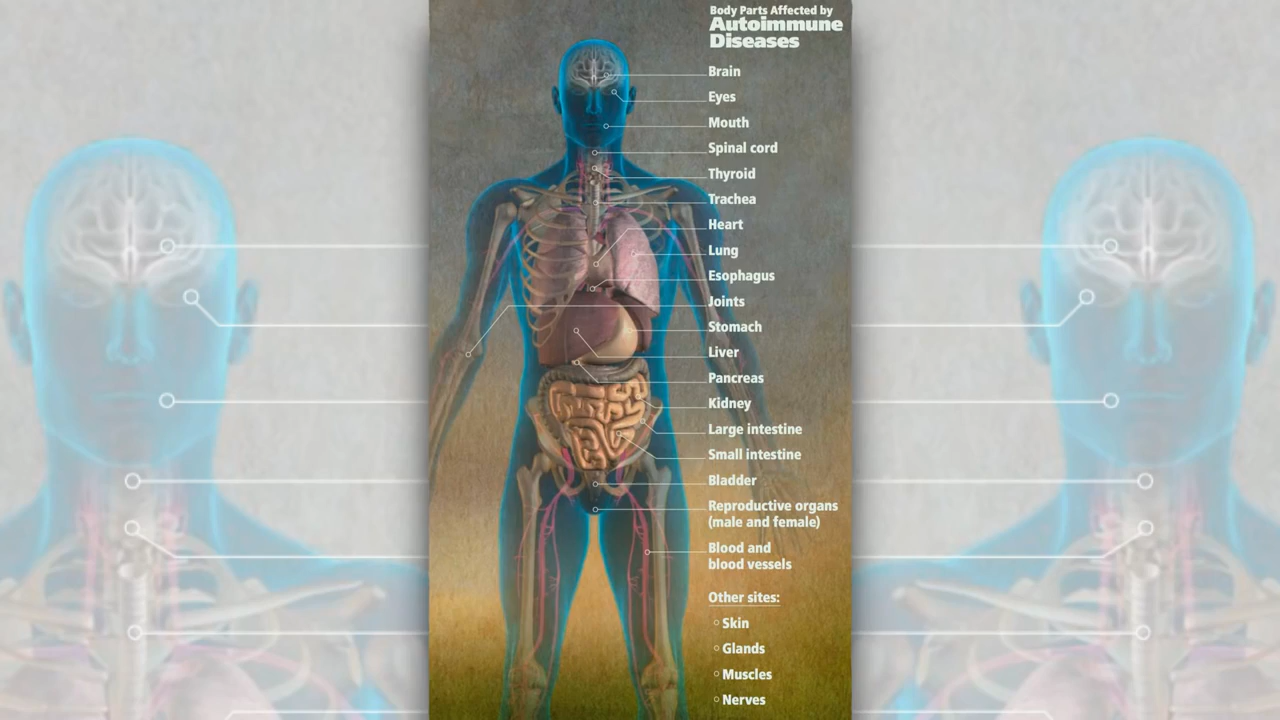 Body Parts Affected by
Autoimmune
Diseases
Brain
Eyes
Mouth
Spinal cord
Thyroid
Trachea
Heart
Lung
Esophagus
Joints
Stomach
Liver
Pancreas
Kidney
Large intestine
Small intestine
Bladder
Reproductive organs
(male and female)
Blood and
blood vessels
Other sites:
Skin
Glands
Muscles
Nerves